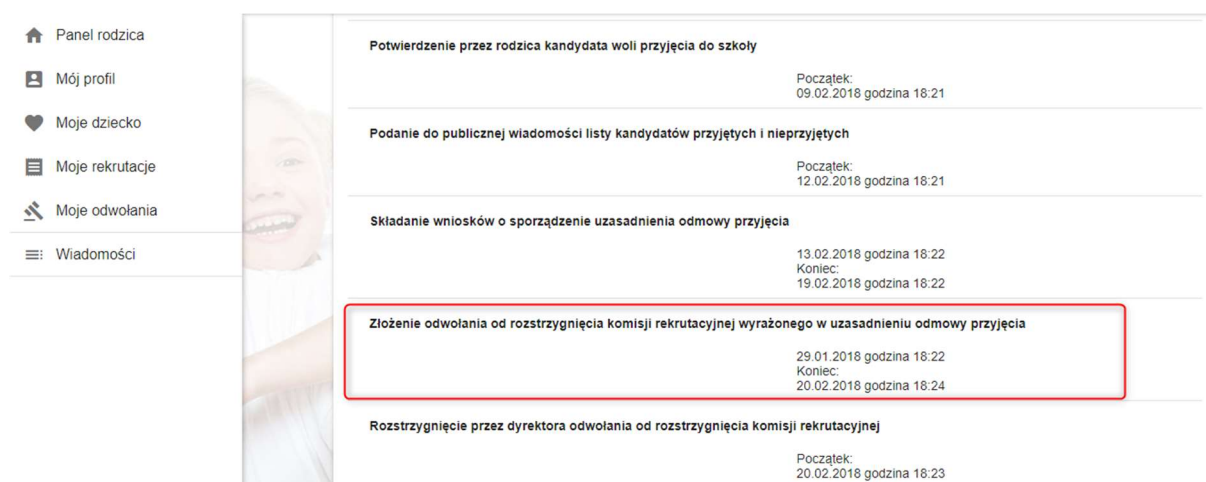 Panel rodzica
Mój profil
Moje dziecko
Moje rekrutacje
Moje odwołania
Wiadomości
Potwierdzenie przez rodzica kandydata woli przyjęcia do szkoły
Początek:
09.02.2018 godzina 18:21
Podanie do publicznej wiadomości listy kandydatów przyjętych i nieprzyjętych
Początek:
12.02.2018 godzina 18:21
Składanie wniosków o sporządzenie uzasadnienia odmowy przyjęcia
13.02.2018 godzina 18:22
Koniec:
19.02.2018 godzina 18:22
Złożenie odwołania od rozstrzygnięcia komisji rekrutacyjnej wyrażonego w uzasadnieniu odmowy przyjęcia
29.01.2018 godzina 18:22
Koniec:
20.02.2018 godzina 18:24
Rozstrzygnięcie przez dyrektora odwołania od rozstrzygnięcia komisji rekrutacyjnej
Początek:
20.02.2018 godzina 18:23